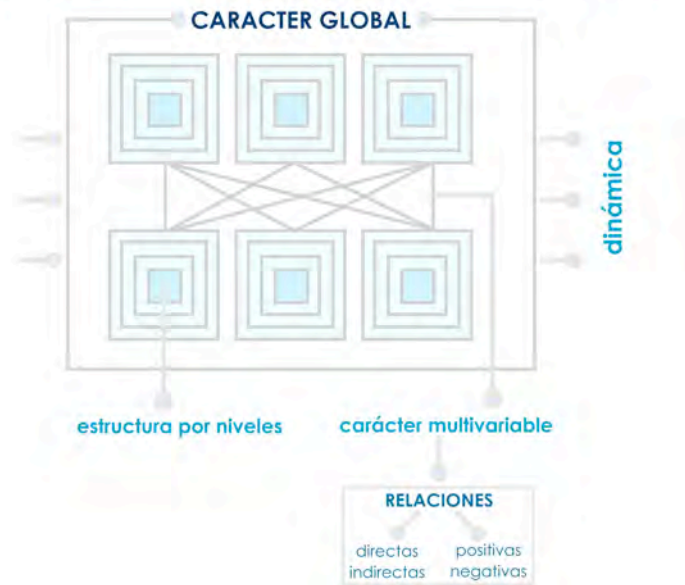 CARACTER GLOBAL
dinámica
estructura por niveles
carácter multivariable
RELACIONES
directas
indirectas
positivas
negativas